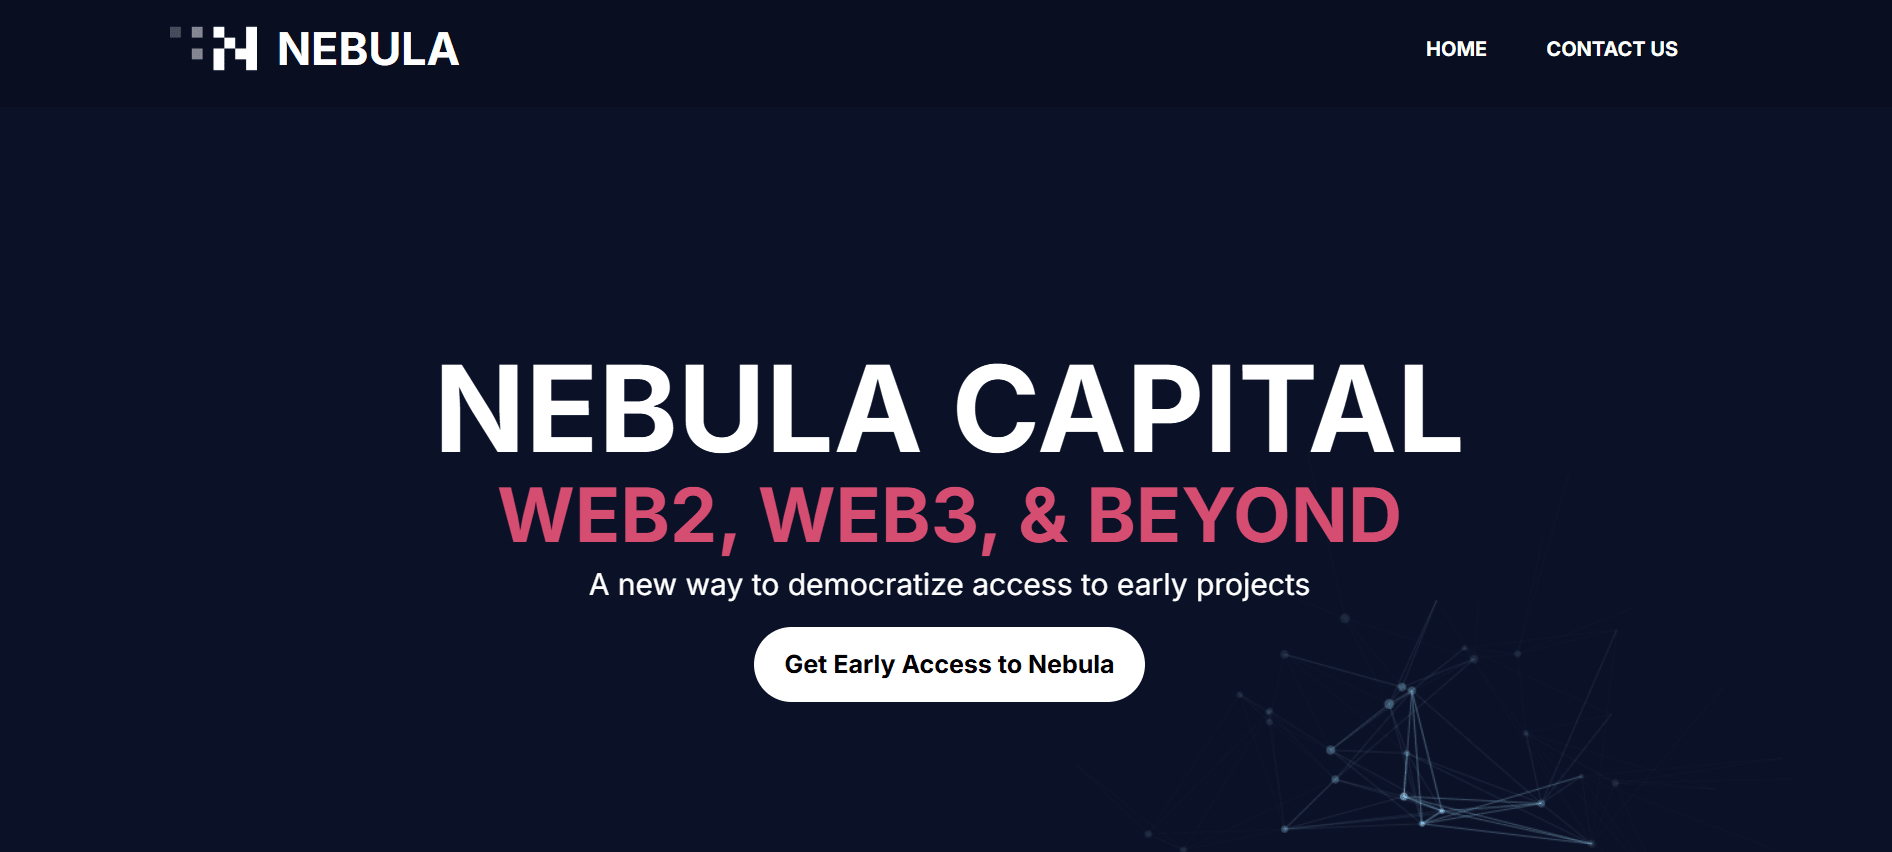 NEBULA
HOME
CONTACT US
NEBULA CAPITAL
WEB2, WEB3, & BEYOND
A new way to democratize access to early projects
Get Early Access to Nebula